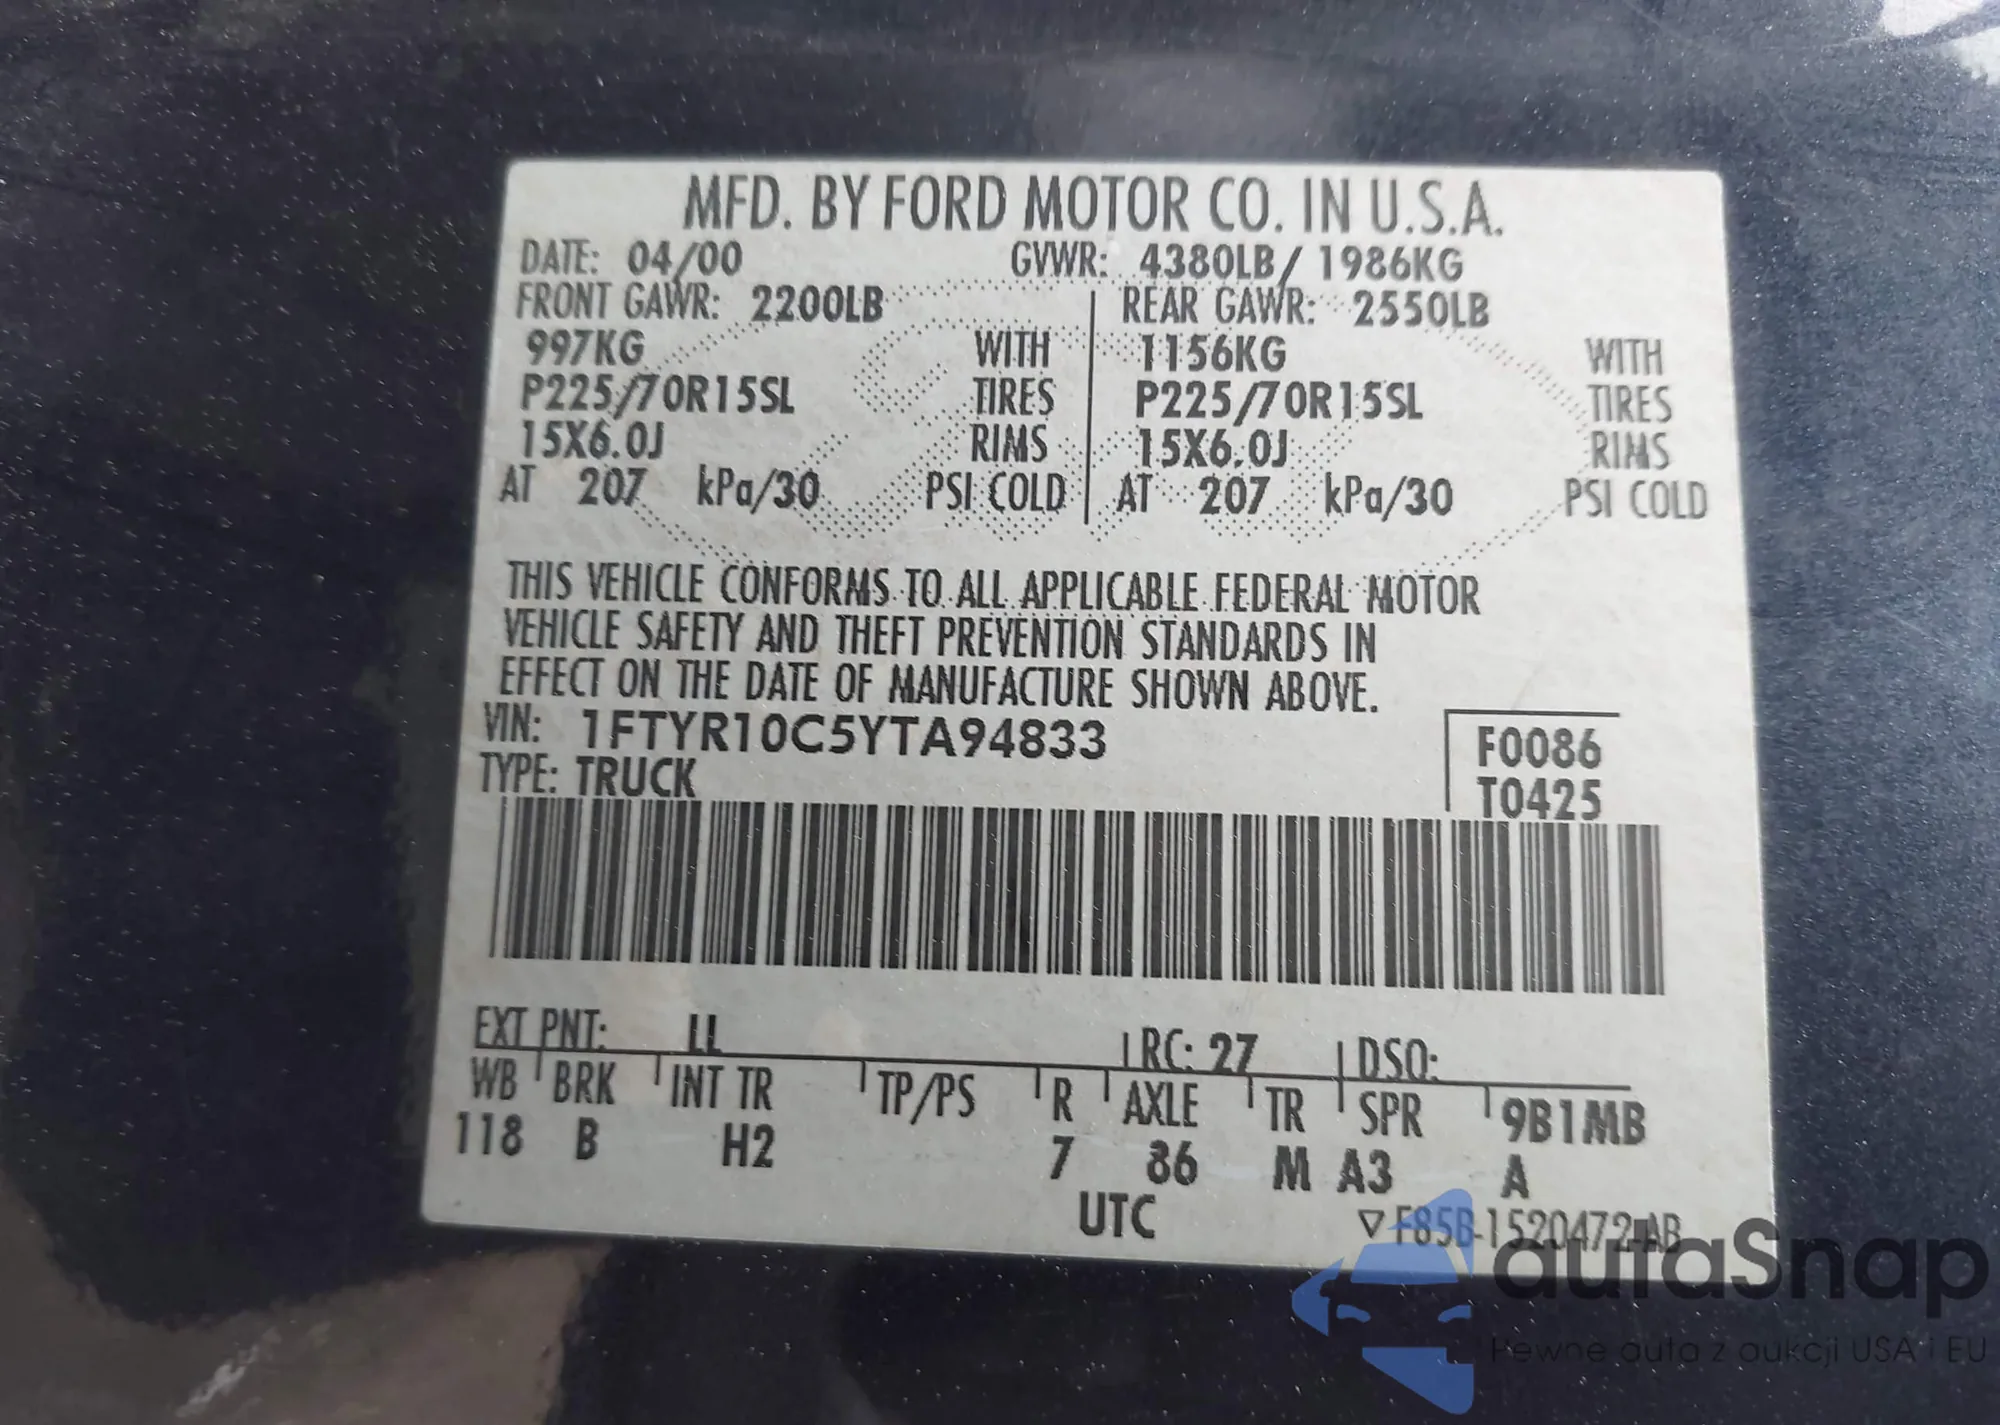 MFD. BY FORD MOTOR CO. IN U.S.A.
DATE: 04/00 GVWR: 4380LB/ 1986KG
FRONT GAWR: 2200LB REAR GAWR: 2550LB
997KG WITH 1156KG WITH
P225/70R15SL TIRES P225/70R15SL TIRES
15X6.0J RIMS 15X6.0J RIMS
AT 207 kPa/30 PSI COLD AT 207 kPa/30 PSI COLD
THIS VEHICLE CONFORMS TO ALL APPLICABLE FEDERAL MOTOR
VEHICLE SAFETY AND THEFT PREVENTION STANDARDS IN
EFFECT ON THE DATE OF MANUFACTURE SHOWN ABOVE.
VIN: 1FTYR10C5YTA94833 F0086
TYPE: TRUCK T0425
EXT PNT: LL RC: 27 DSO:
WB BRK INT TR TP/PS R AXLE TR SPR 9B1MB
118 B H2 7 86 M A3 A
UTC ▽ F85B-1520472-AB
autaSnap
Pewne auta z aukcji USA i EU